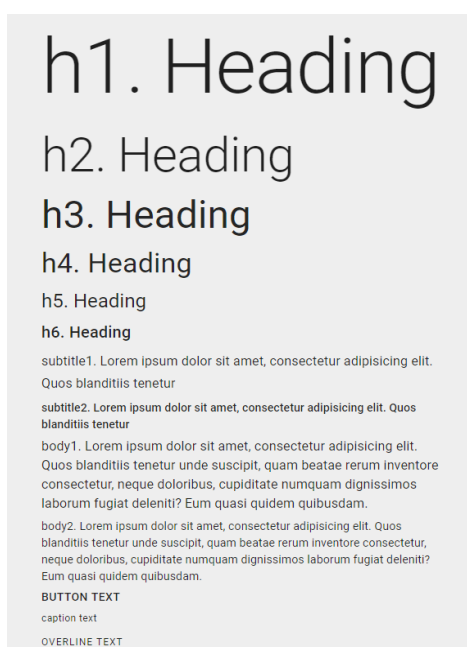 h1. Heading
h2. Heading
h3. Heading
h4. Heading
h5. Heading
h6. Heading
subtitle1. Lorem ipsum dolor sit amet, consectetur adipisicing elit.
Quos blanditiis tenetur
subtitle2. Lorem ipsum dolor sit amet, consectetur adipisicing elit. Quos
blanditiis tenetur
body1. Lorem ipsum dolor sit amet, consectetur adipisicing elit.
Quos blanditiis tenetur unde suscipit, quam beatae rerum inventore
consectetur, neque doloribus, cupiditate numquam dignissimos
laborum fugiat deleniti? Eum quasi quidem quibusdam.
body2. Lorem ipsum dolor sit amet, consectetur adipisicing elit. Quos
blanditiis tenetur unde suscipit, quam beatae rerum inventore consectetur,
neque doloribus, cupiditate numquam dignissimos laborum fugiat deleniti?
Eum quasi quidem quibusdam.
BUTTON TEXT
caption text
OVERLINE TEXT